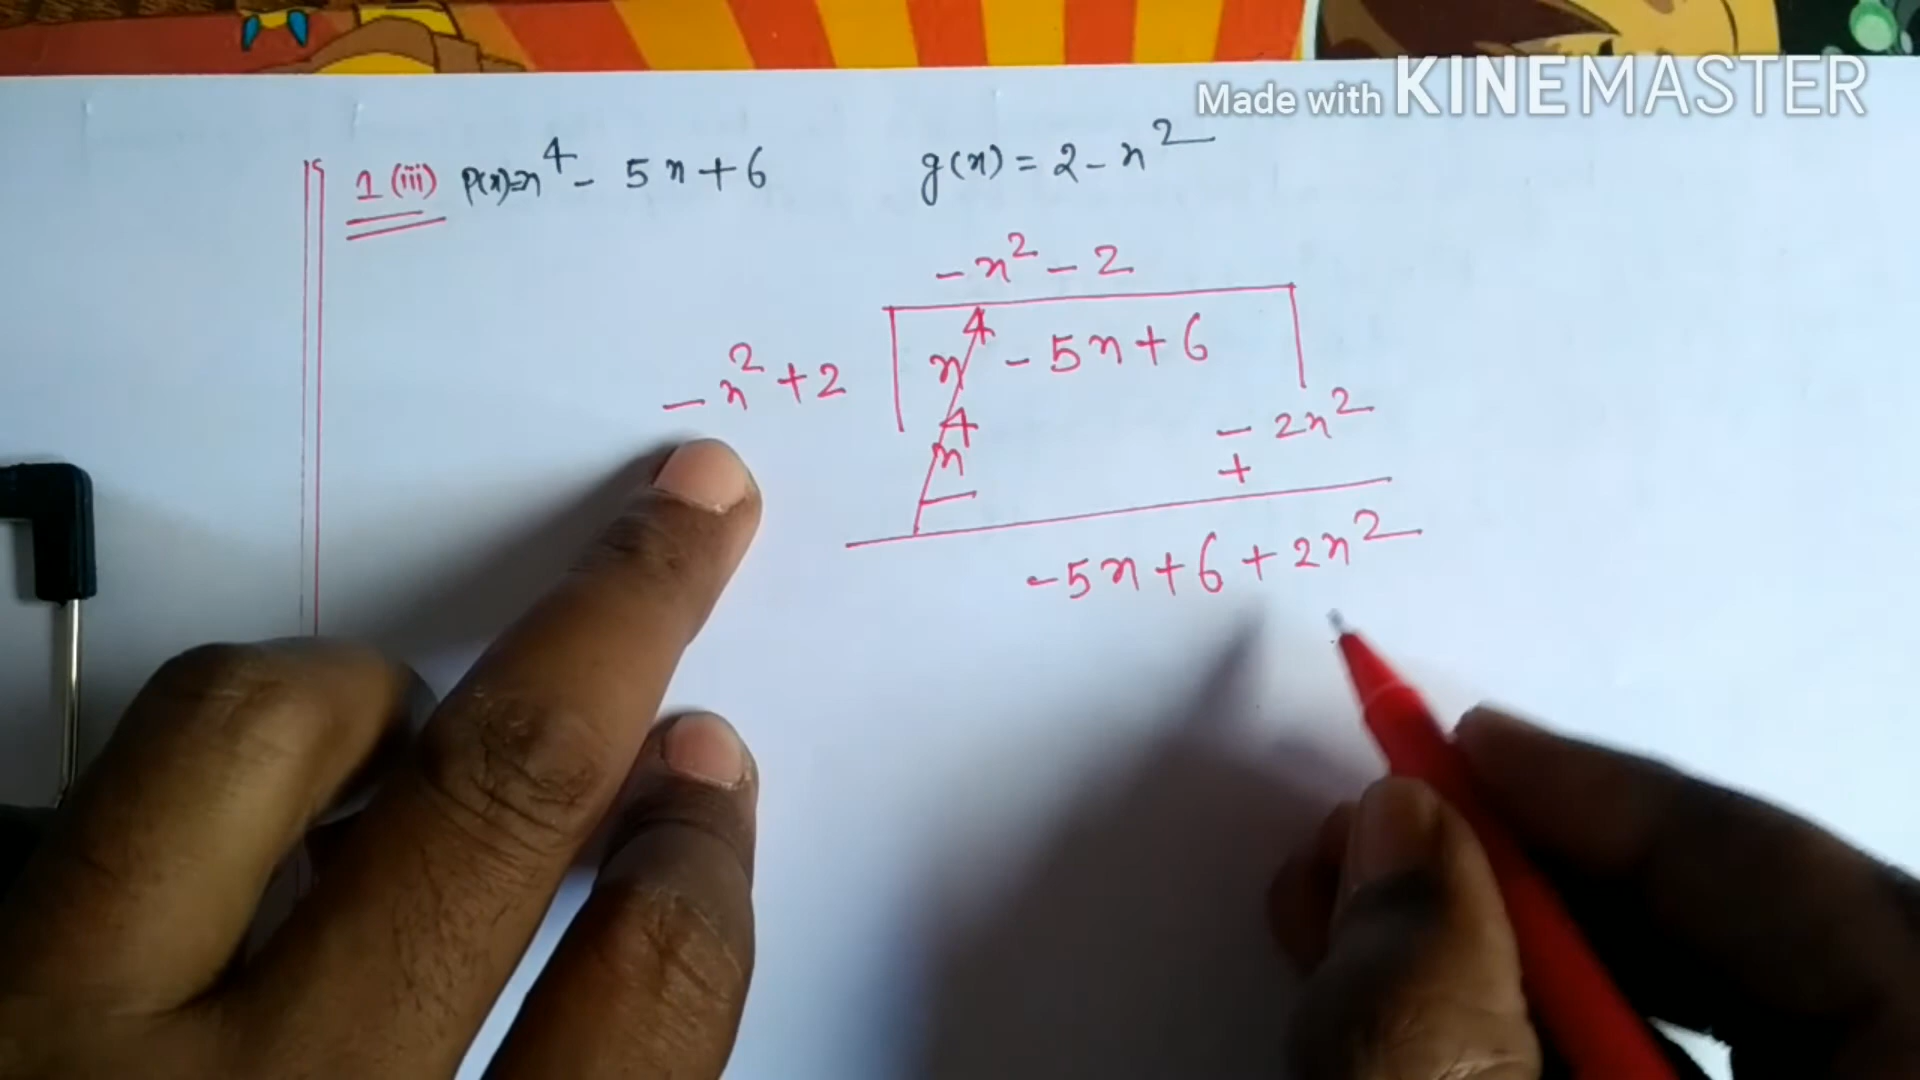 Made with KINEMASTER
1 (iii) p(x)=x⁴ - 5x+6 g(x) = 2 - x²
-x² - 2
-x² +2 x⁴ - 5x+6
x⁴ - 2x²
- +
-5x+6+2x²